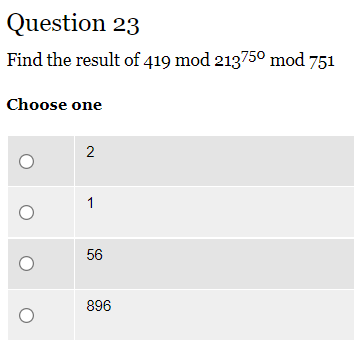 Question 23
Find the result of 419 mod 213⁷⁵⁰ mod 751
Choose one
2
1
56
896